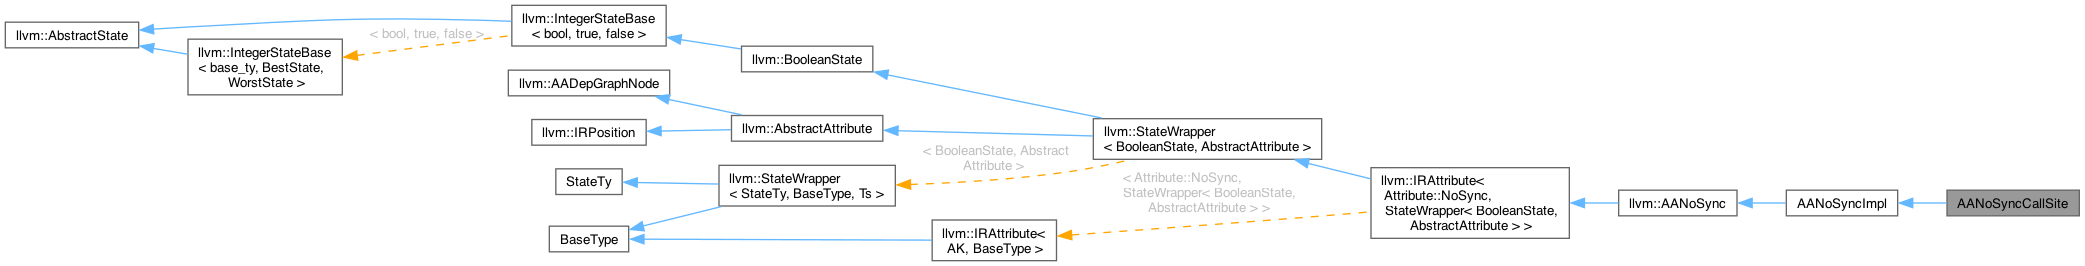 llvm::AbstractState
llvm::IntegerStateBase
< base_ty, BestState,
WorstState >
< bool, true, false >
llvm::IntegerStateBase
< bool, true, false >
llvm::AADepGraphNode
llvm::IRPosition
StateTy
BaseType
llvm::BooleanState
llvm::AbstractAttribute
llvm::StateWrapper
< StateTy, BaseType, Ts >
< BooleanState, Abstract
Attribute >
llvm::IRAttribute<
AK, BaseType >
llvm::StateWrapper
< BooleanState, AbstractAttribute >
< Attribute::NoSync,
StateWrapper< BooleanState,
AbstractAttribute > >
llvm::IRAttribute<
Attribute::NoSync,
StateWrapper< BooleanState,
AbstractAttribute > >
llvm::AANoSync
AANoSyncImpl
AANoSyncCallSite